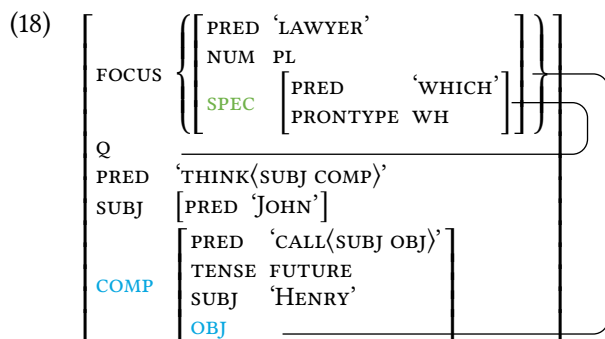 (18)
PRED ‘LAWYER’
NUM PL
FOCUS
SPEC
PRED ‘WHICH’
PRONTYPE WH
Q
PRED ‘THINK⟨SUBJ COMP⟩’
SUBJ [PRED ‘JOHN’]
PRED ‘CALL⟨SUBJ OBJ⟩’
TENSE FUTURE
COMP
SUBJ ‘HENRY’
OBJ